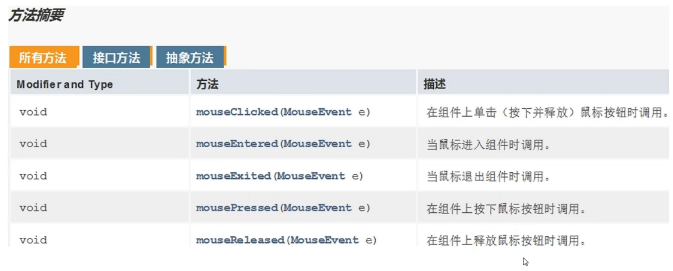 方法摘要
所有方法 接口方法 抽象方法
Modifier and Type 方法 描述
void mouseClicked(MouseEvent e) 在组件上单击（按下并释放）鼠标按钮时调用。
void mouseEntered(MouseEvent e) 当鼠标进入组件时调用。
void mouseExited(MouseEvent e) 当鼠标退出组件时调用。
void mousePressed(MouseEvent e) 在组件上按下鼠标按钮时调用。
void mouseReleased(MouseEvent e) 在组件上释放鼠标按钮时调用。